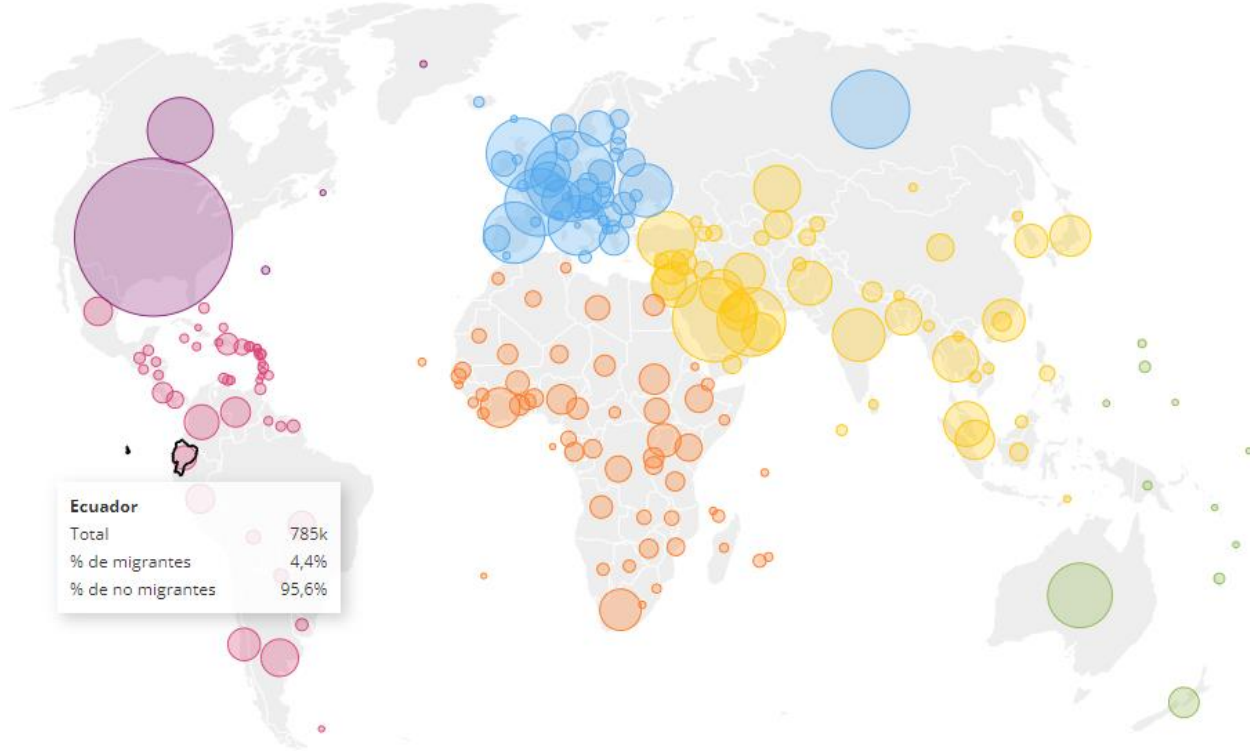 Ecuador
Total 785k
% de migrantes 4,4%
% de no migrantes 95,6%